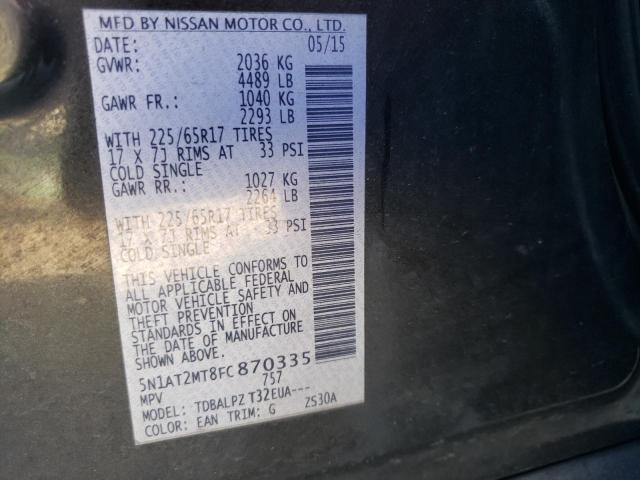 MFD BY NISSAN MOTOR CO., LTD.
DATE: 05/15
GVWR: 2036 KG
4489 LB
GAWR FR.: 1040 KG
2293 LB
WITH 225/65R17 TIRES
17 X 7J RIMS AT 33 PSI
COLD SINGLE
GAWR RR.: 1027 KG
2264 LB
WITH 225/65R17 TIRES
17 X 7J RIMS AT 33 PSI
COLD SINGLE
THIS VEHICLE CONFORMS TO
ALL APPLICABLE FEDERAL
MOTOR VEHICLE SAFETY AND
THEFT PREVENTION
STANDARDS IN EFFECT ON
THE DATE OF MANUFACTURE
SHOWN ABOVE.
5N1AT2MT8FC870335
MPV 757
MODEL: TDBALPZ T32EUA---
COLOR: EAN TRIM: G ZS30A